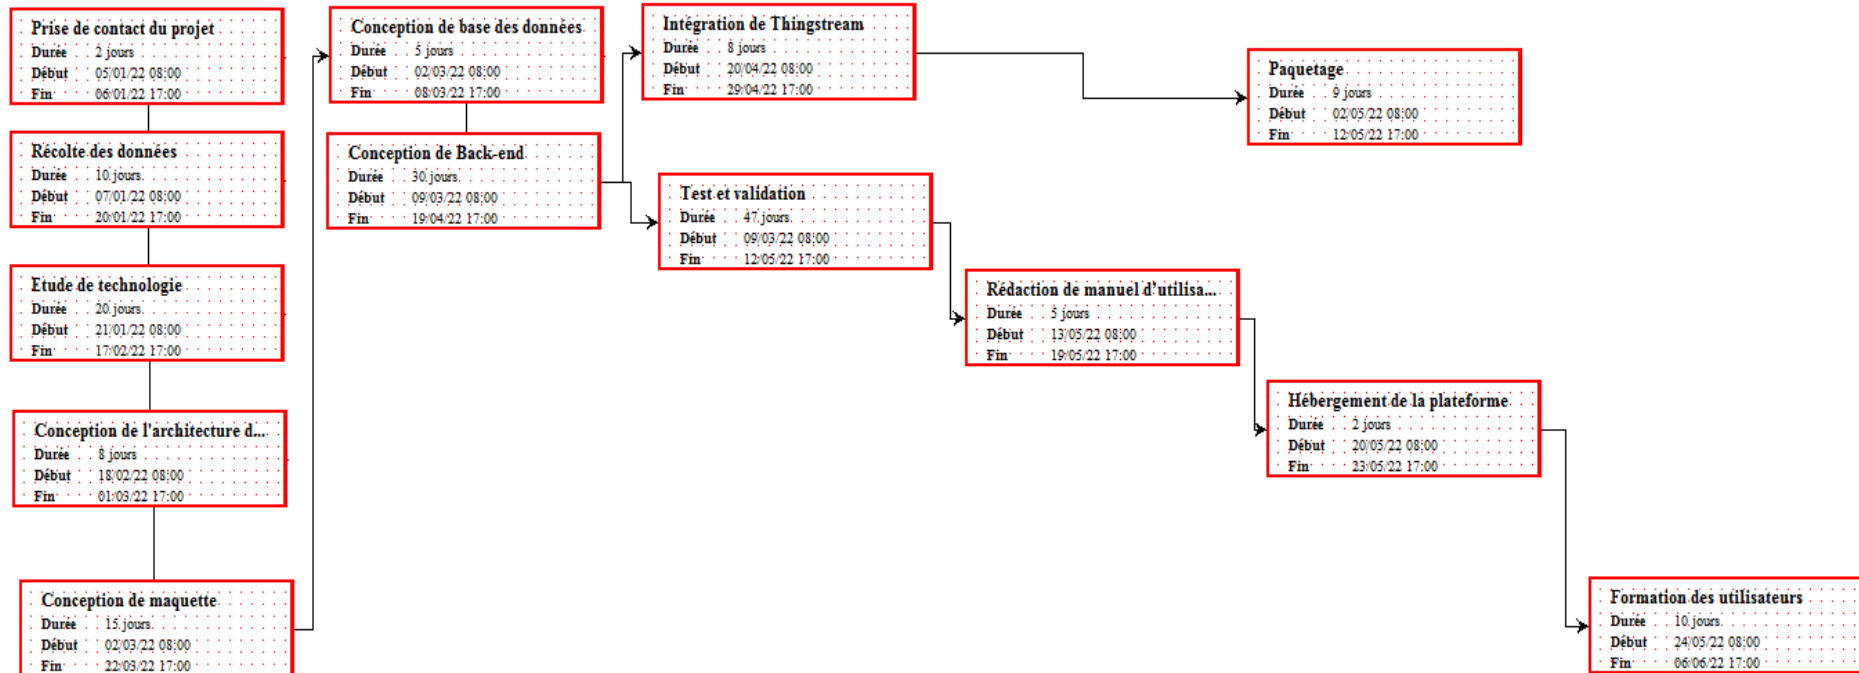 Prise de contact du projet
Durée 2 jours
Début 05/01/22 08:00
Fin 06/01/22 17:00
Récolte des données
Durée 10 jours
Début 07/01/22 08:00
Fin 20/01/22 17:00
Etude de technologie
Durée 20 jours
Début 21/01/22 08:00
Fin 17/02/22 17:00
Conception de l'architecture d...
Durée 8 jours
Début 18/02/22 08:00
Fin 01/03/22 17:00
Conception de maquette
Durée 15 jours
Début 02/03/22 08:00
Fin 22/03/22 17:00
Conception de base des données
Durée 5 jours
Début 02/03/22 08:00
Fin 08/03/22 17:00
Conception de Back-end
Durée 30 jours
Début 09/03/22 08:00
Fin 19/04/22 17:00
Intégration de Thingstream
Durée 8 jours
Début 20/04/22 08:00
Fin 29/04/22 17:00
Test et validation
Durée 47 jours
Début 09/03/22 08:00
Fin 12/05/22 17:00
Rédaction de manuel d’utilisa...
Durée 5 jours
Début 13/05/22 08:00
Fin 19/05/22 17:00
Paquetage
Durée 9 jours
Début 02/05/22 08:00
Fin 12/05/22 17:00
Hébergement de la plateforme
Durée 2 jours
Début 20/05/22 08:00
Fin 23/05/22 17:00
Formation des utilisateurs
Durée 10 jours
Début 24/05/22 08:00
Fin 06/06/22 17:00